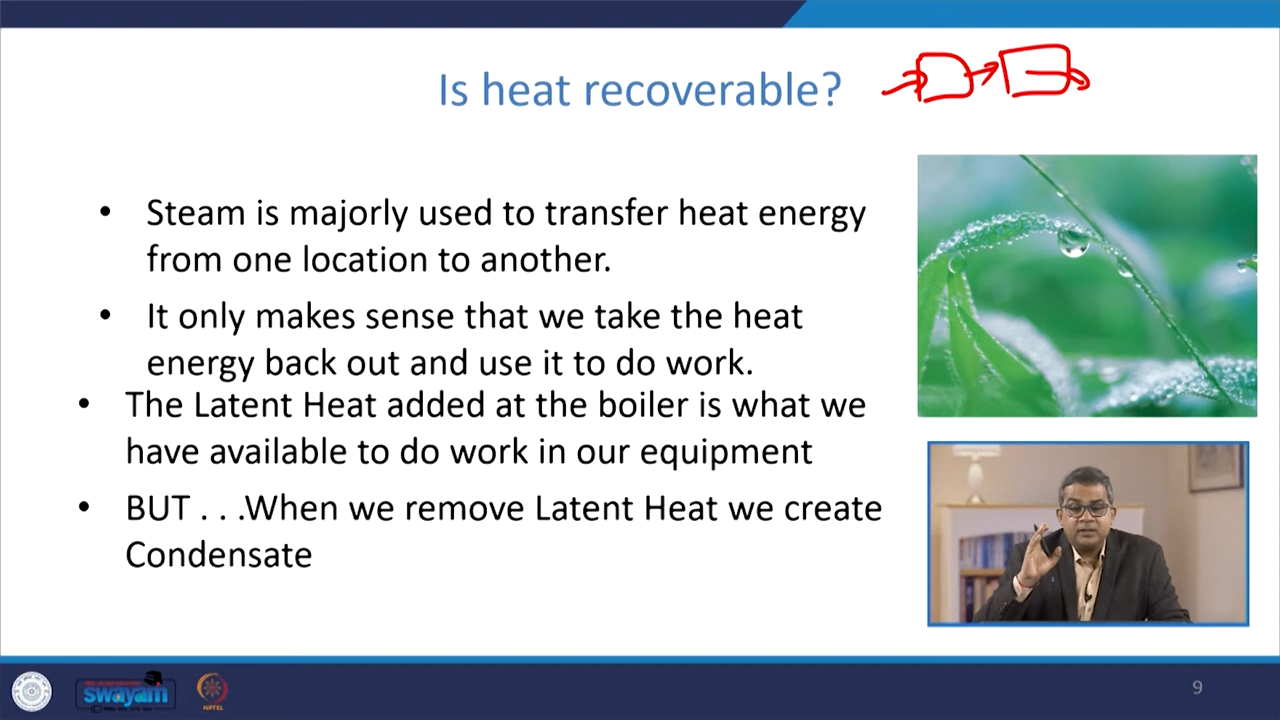 Is heat recoverable?
• Steam is majorly used to transfer heat energy
from one location to another.
• It only makes sense that we take the heat
energy back out and use it to do work.
• The Latent Heat added at the boiler is what we
have available to do work in our equipment
• BUT . . .When we remove Latent Heat we create
Condensate
swayam
NPTEL
9